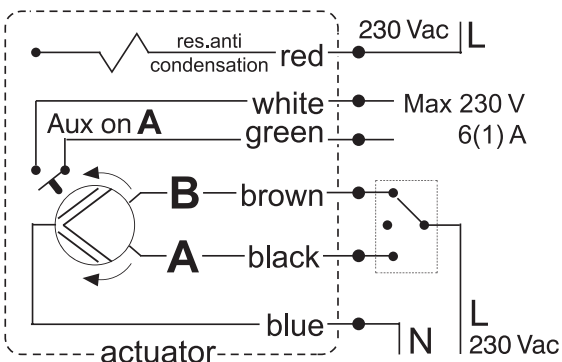 230 Vac L
res.anti
condensation
red
white
Max 230 V
Aux on A
green
6(1) A
B brown
A black
blue
N
L
230 Vac
actuator